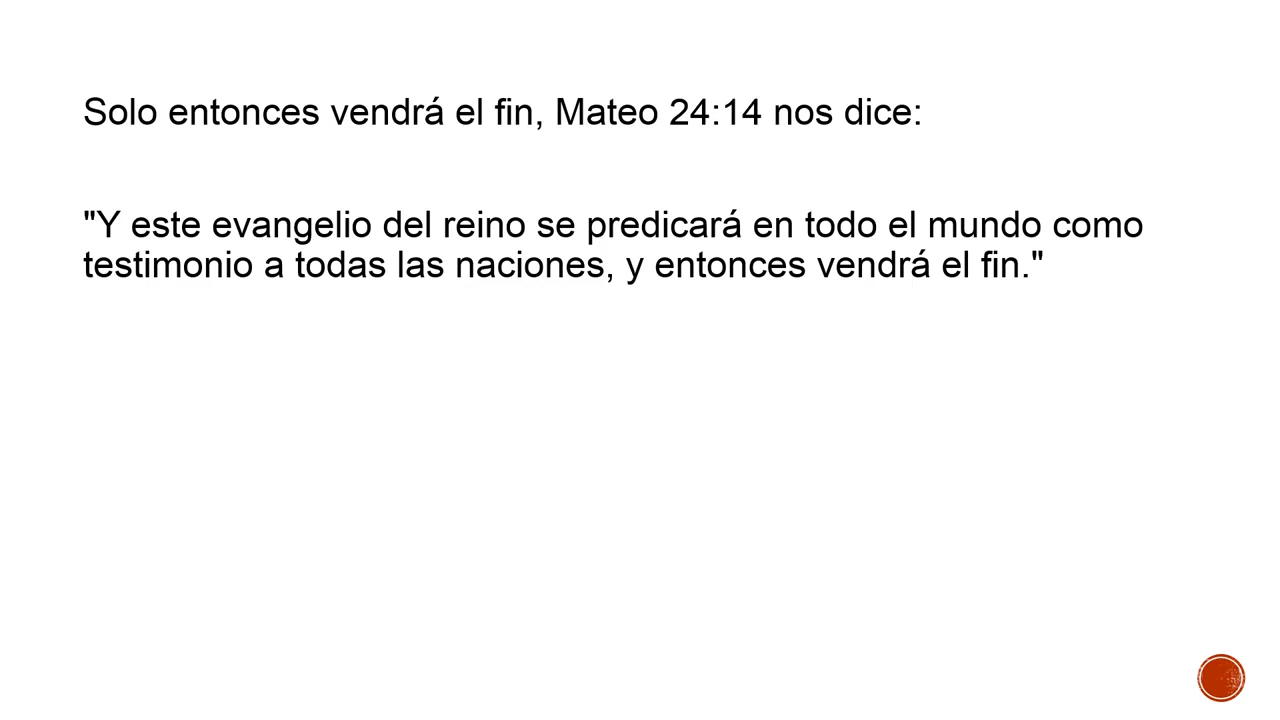 Solo entonces vendrá el fin, Mateo 24:14 nos dice:
"Y este evangelio del reino se predicará en todo el mundo como
testimonio a todas las naciones, y entonces vendrá el fin."